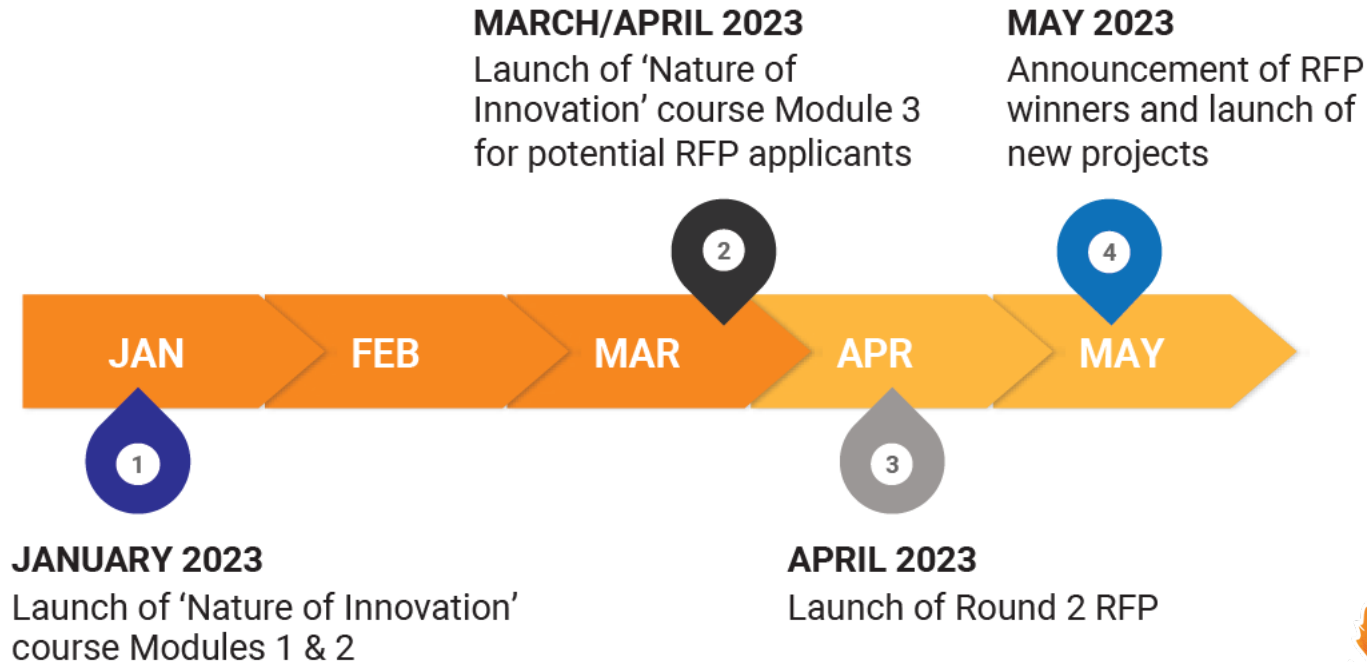 MARCH/APRIL 2023
Launch of ‘Nature of
Innovation’ course Module 3
for potential RFP applicants
MAY 2023
Announcement of RFP
winners and launch of
new projects
2
4
JAN
FEB
MAR
APR
MAY
1
3
JANUARY 2023
Launch of ‘Nature of Innovation’
course Modules 1 & 2
APRIL 2023
Launch of Round 2 RFP